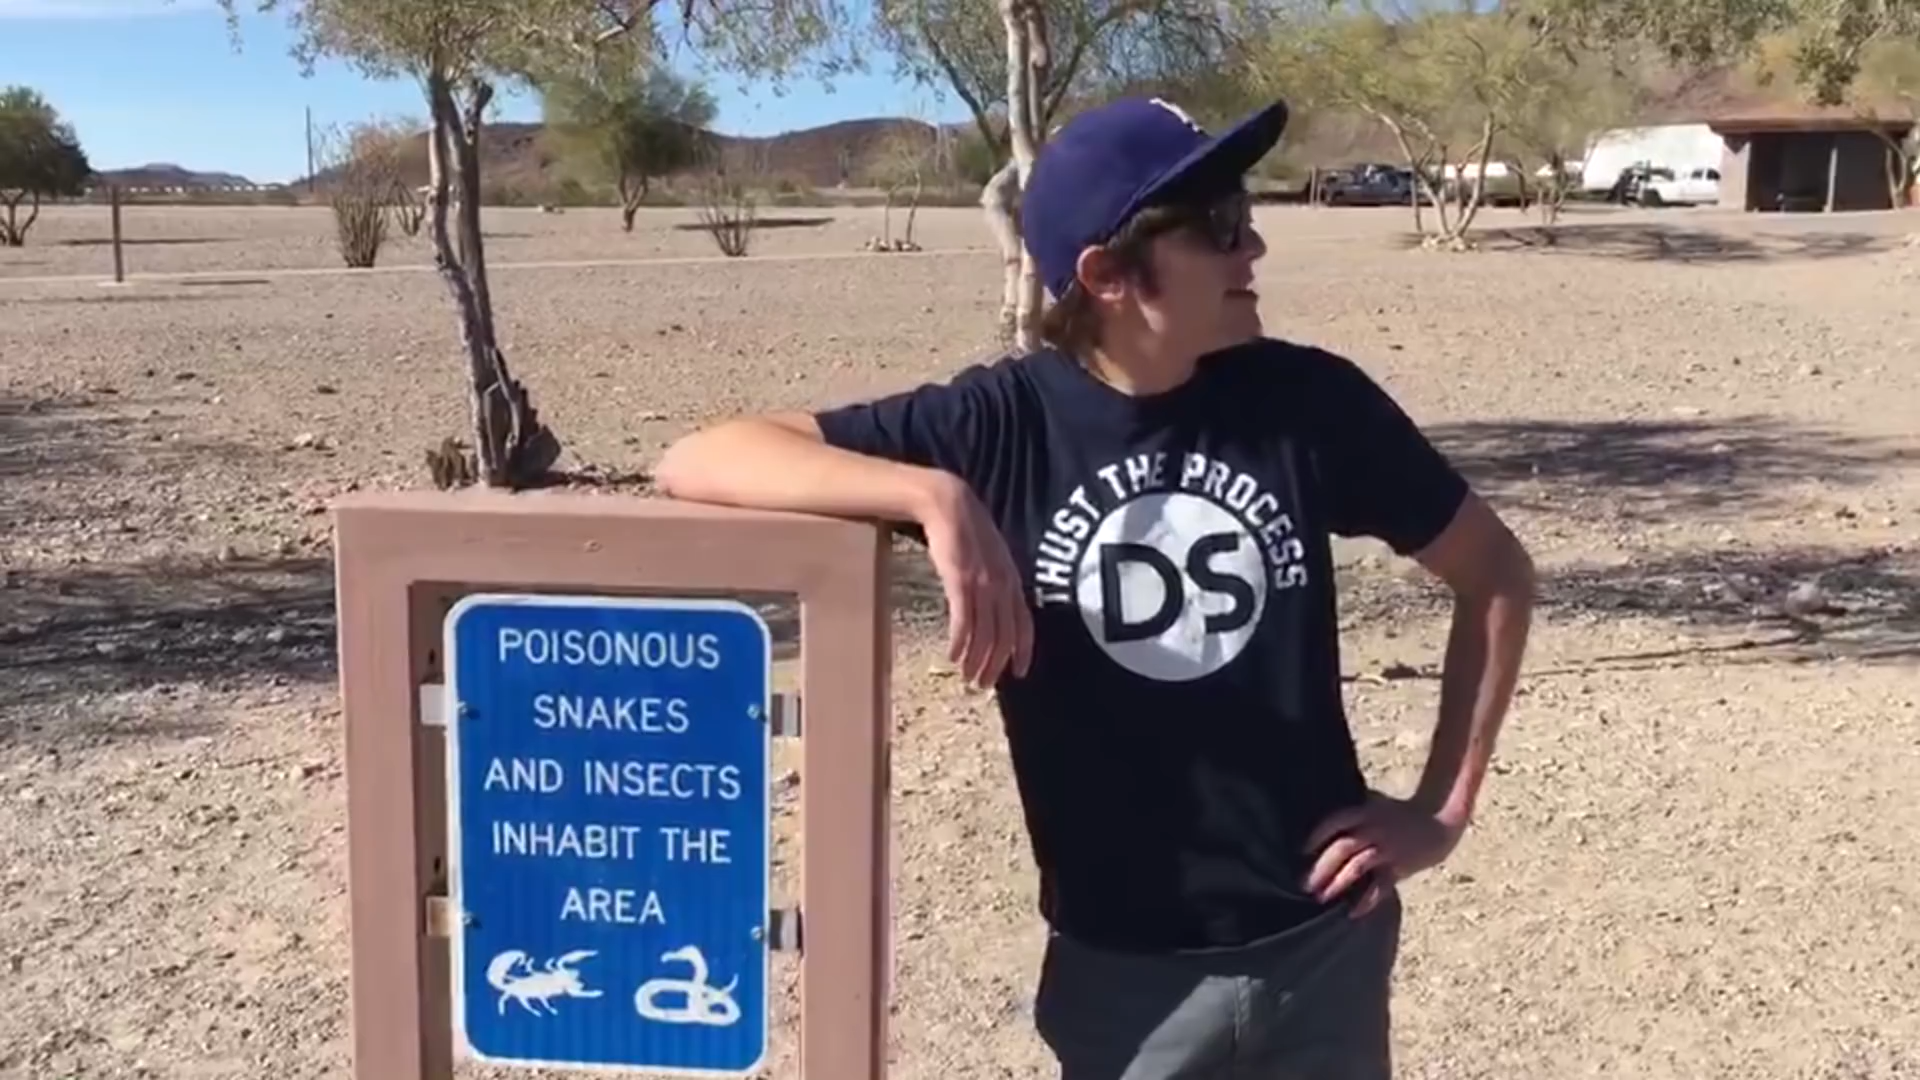 POISONOUS
SNAKES
AND INSECTS
INHABIT THE
AREA
THUST THE PROCESS
DS